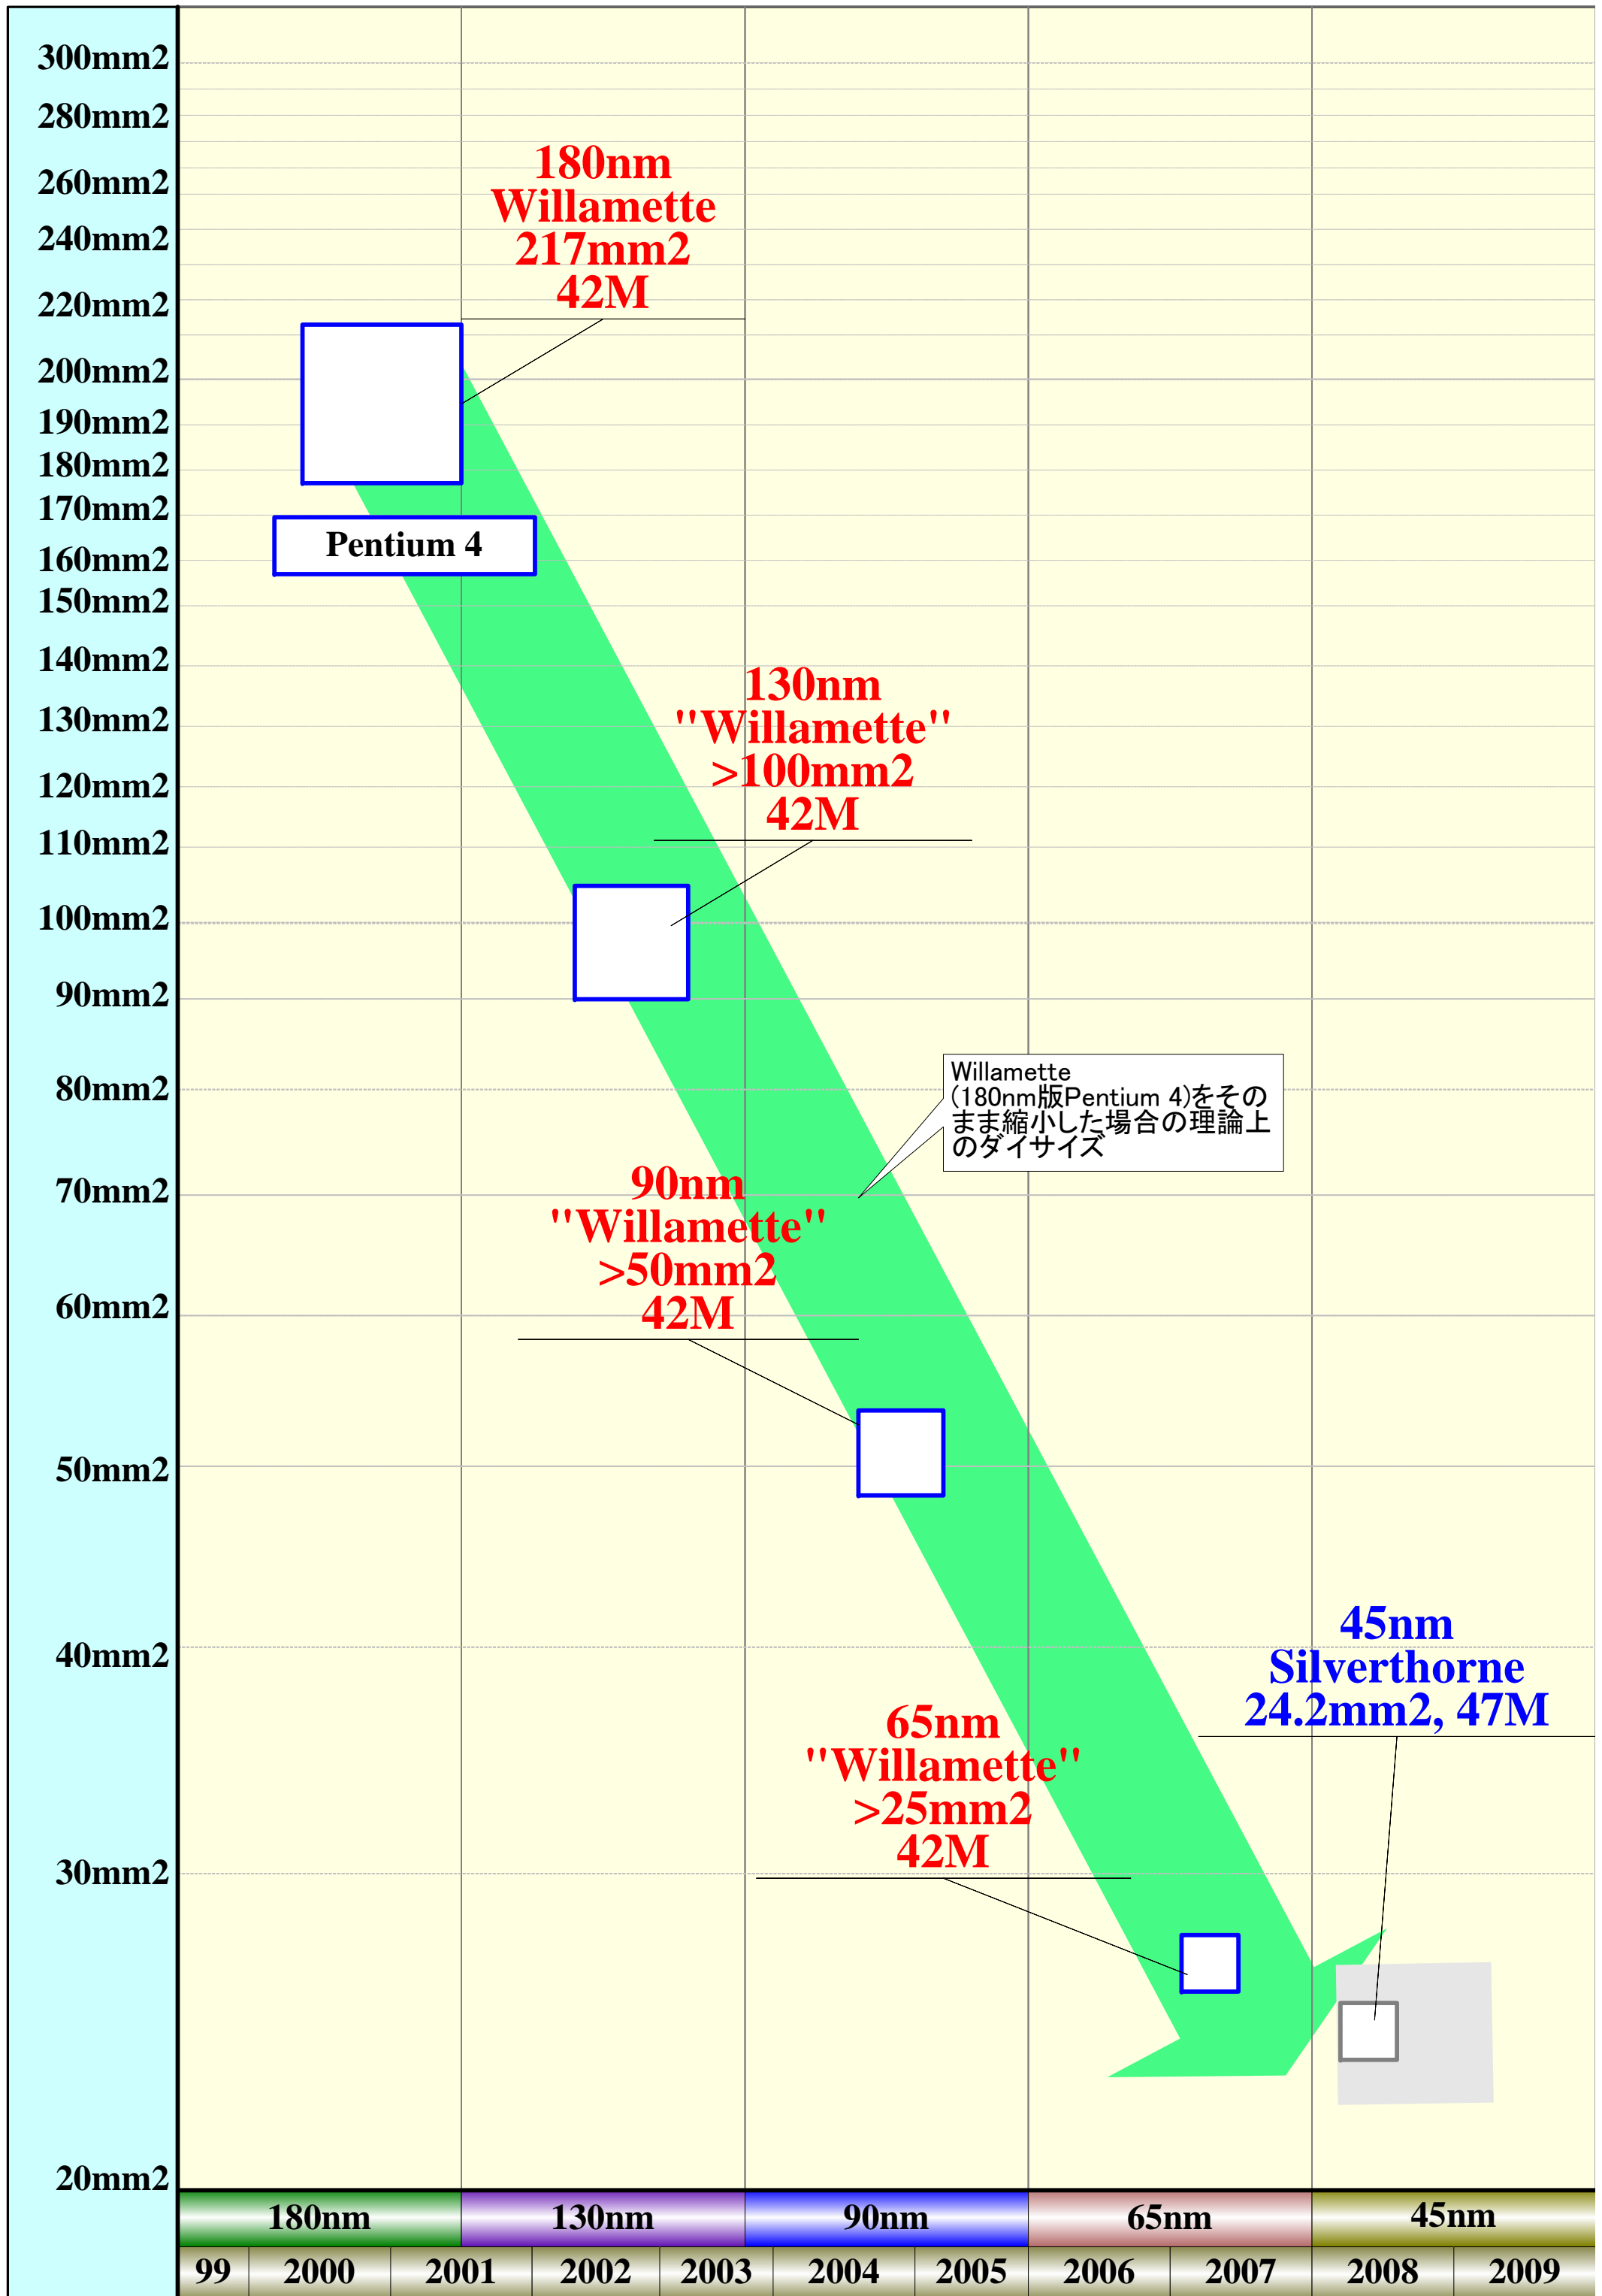 300mm2
280mm2
260mm2
240mm2
220mm2
200mm2
190mm2
180mm2
170mm2
160mm2
150mm2
140mm2
130mm2
120mm2
110mm2
100mm2
90mm2
80mm2
70mm2
60mm2
50mm2
40mm2
30mm2
20mm2
180nm
Willamette
217mm2
42M
Pentium 4
130nm
"Willamette"
>100mm2
42M
Willamette
(180nm版Pentium 4)をその
まま縮小した場合の理論上
のダイサイズ
90nm
"Willamette"
>50mm2
42M
45nm
Silverthorne
24.2mm2, 47M
65nm
"Willamette"
>25mm2
42M
180nm 130nm 90nm 65nm 45nm
99 2000 2001 2002 2003 2004 2005 2006 2007 2008 2009